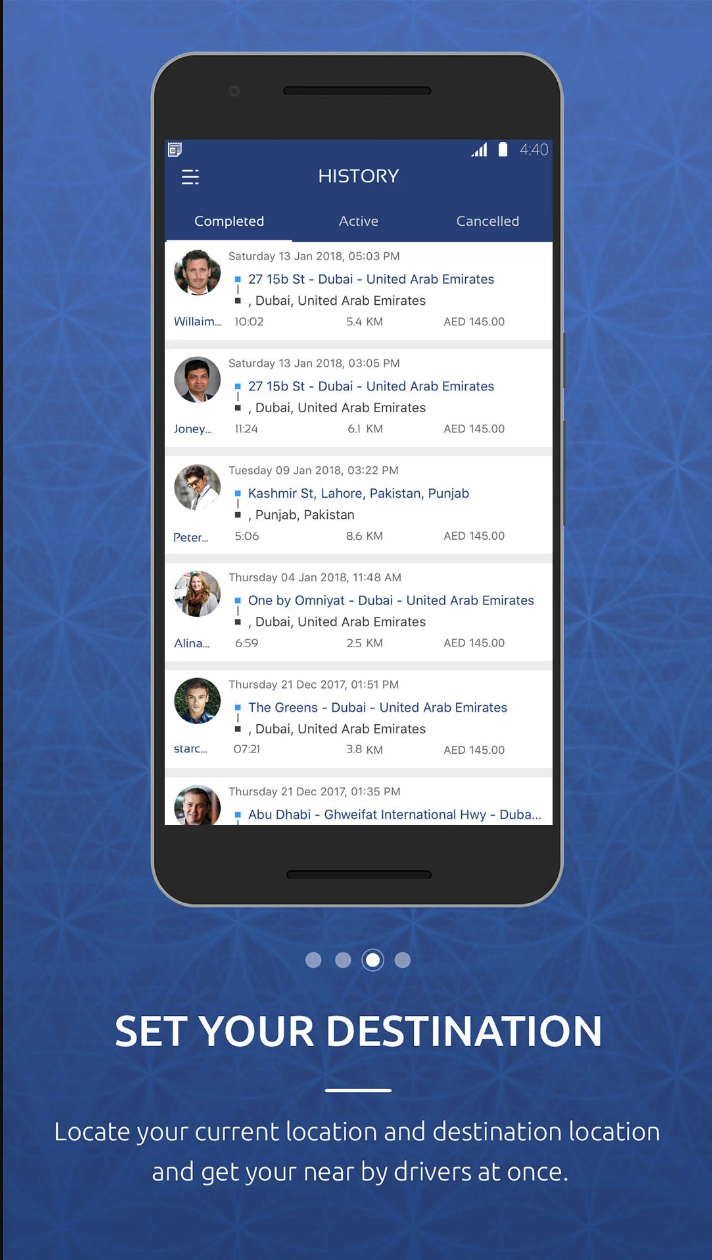 4:40
HISTORY
Completed Active Cancelled
Saturday 13 Jan 2018, 05:03 PM
27 15b St - Dubai - United Arab Emirates
, Dubai, United Arab Emirates
Willaim... 10:02 5.4 KM AED 145.00
Saturday 13 Jan 2018, 03:05 PM
27 15b St - Dubai - United Arab Emirates
, Dubai, United Arab Emirates
Joney... 11:24 6.1 KM AED 145.00
Tuesday 09 Jan 2018, 03:22 PM
Kashmir St, Lahore, Pakistan, Punjab
, Punjab, Pakistan
Peter... 5:06 8.6 KM AED 145.00
Thursday 04 Jan 2018, 11:48 AM
One by Omniyat - Dubai - United Arab Emirates
, Dubai, United Arab Emirates
Alina... 6:59 2.5 KM AED 145.00
Thursday 21 Dec 2017, 01:51 PM
The Greens - Dubai - United Arab Emirates
, Dubai, United Arab Emirates
starc... 07:21 3.8 KM AED 145.00
Thursday 21 Dec 2017, 01:35 PM
Abu Dhabi - Ghweifat International Hwy - Duba...
SET YOUR DESTINATION
Locate your current location and destination location
and get your near by drivers at once.